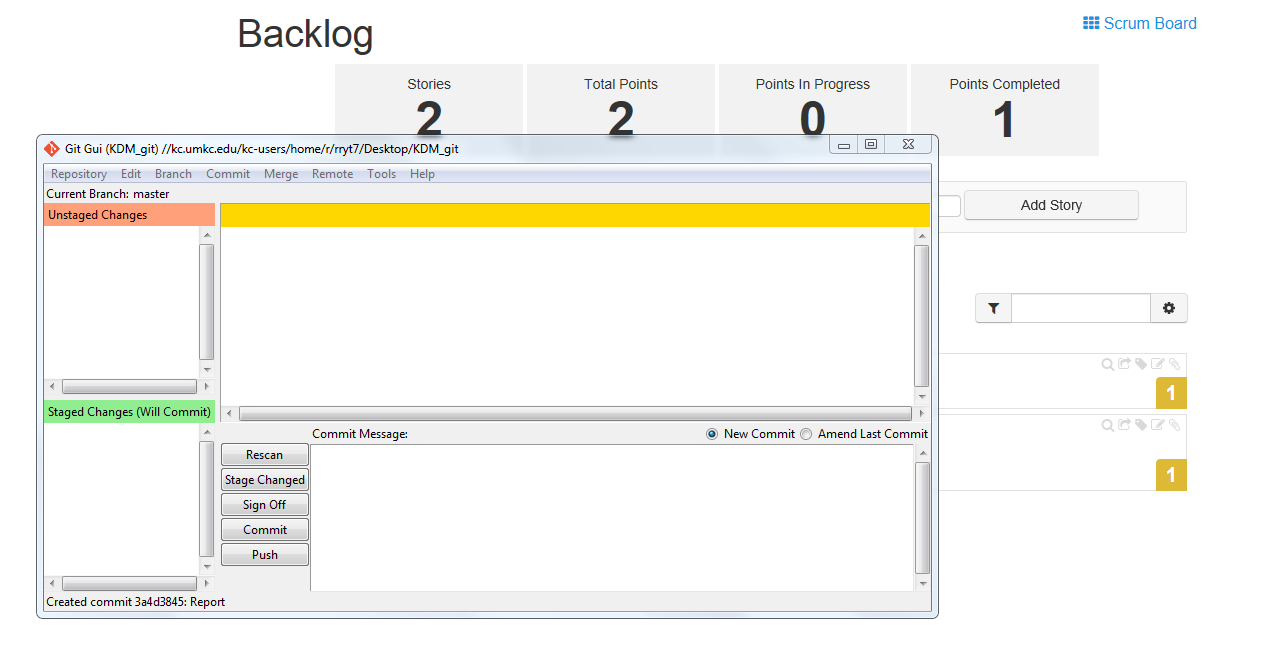 Backlog
Scrum Board
Stories
Total Points
Points In Progress
Points Completed
2
2
0
1
Git Gui (KDM_git) //kc.umkc.edu/kc-users/home/r/rryt7/Desktop/KDM_git
Repository Edit Branch Commit Merge Remote Tools Help
Current Branch: master
Unstaged Changes
Add Story
1
Staged Changes (Will Commit)
Commit Message:
New Commit
Amend Last Commit
Rescan
Stage Changed
Sign Off
Commit
Push
1
Created commit 3a4d3845: Report